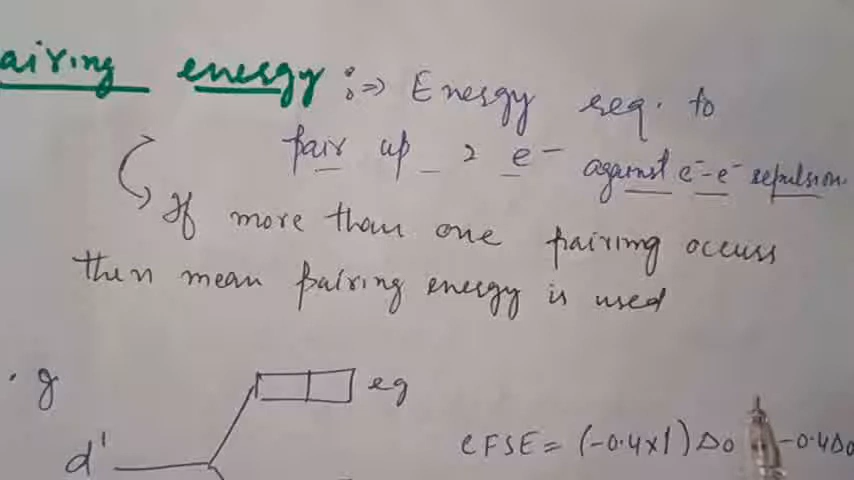 airing energy :⇒ Energy req. to
pair up 2 e⁻ against e⁻-e⁻ repulsion.
If more than one pairing occurs
then mean pairing energy is used
. g
eg
d¹
CFSE = (-0.4×1) Δo = -0.4Δo